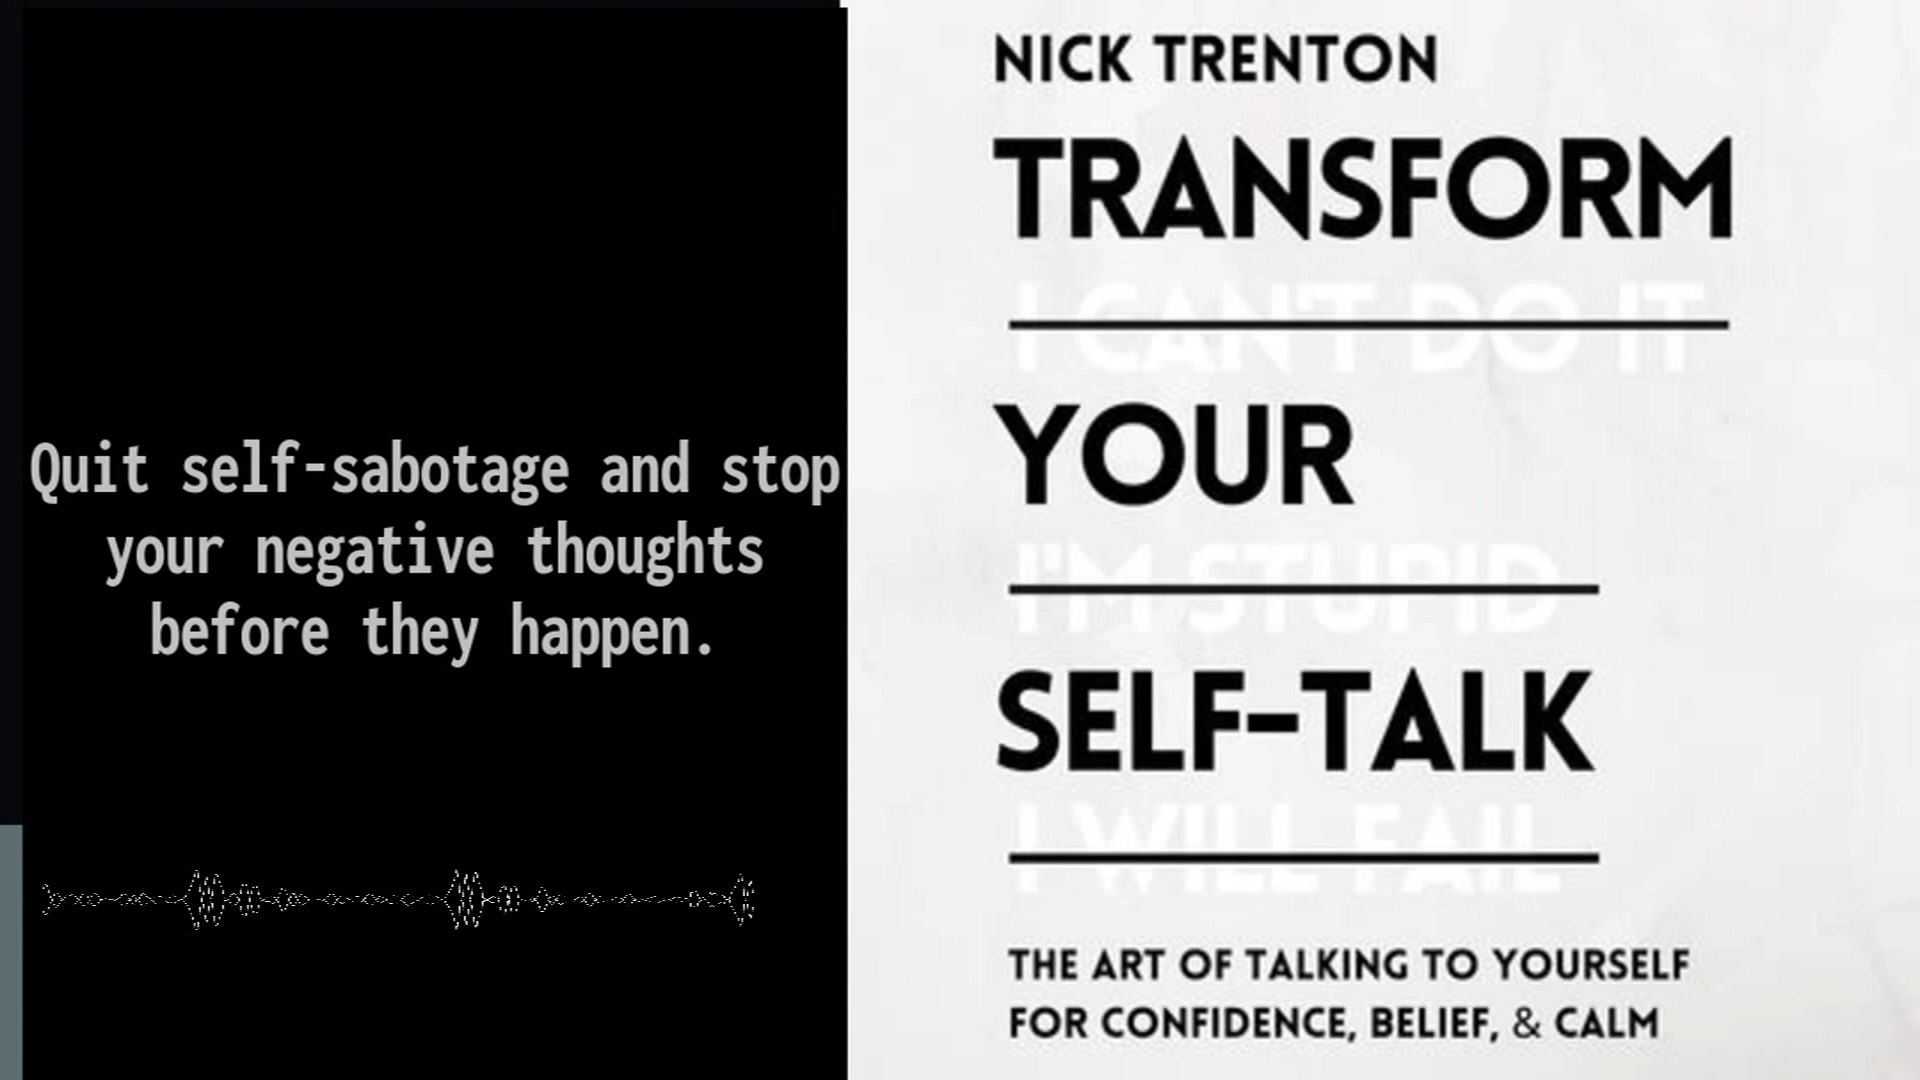 Quit self-sabotage and stop
your negative thoughts
before they happen.
NICK TRENTON
TRANSFORM
I CAN'T DO IT
YOUR
I'M STUPID
SELF-TALK
I WILL FAIL
THE ART OF TALKING TO YOURSELF
FOR CONFIDENCE, BELIEF, & CALM